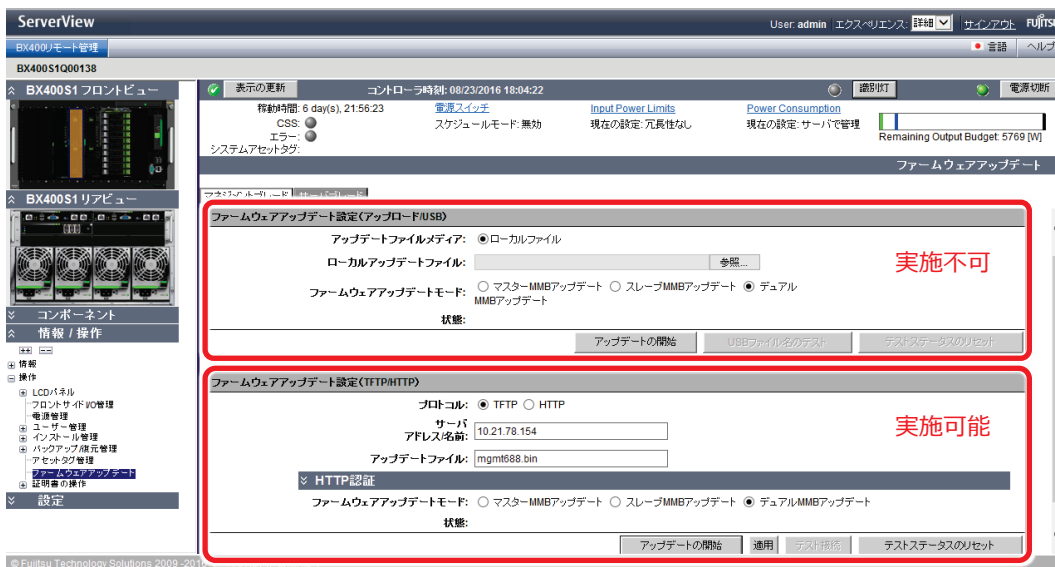 ServerView
User: admin エクスペリエンス: 詳細 サインアウト FUJITSU
BX400リモート管理
言語 ヘルプ
BX400S1Q00138
BX400S1 フロントビュー
表示の更新 コントローラ時刻: 08/23/2016 18:04:22 識別灯 電源切断
稼動時間: 6 day(s), 21:56:23
CSS:
エラー:
システムアセットタグ:
電源スイッチ
スケジュールモード: 無効
Input Power Limits
現在の設定: 冗長性なし
Power Consumption
現在の設定: サーバで管理
Remaining Output Budget: 5769 [W]
ファームウェアアップデート
BX400S1 リアビュー
コンポーネント
情報 / 操作
情報
操作
LCDパネル
フロントサイドI/O管理
電源管理
ユーザー管理
インストール管理
バックアップ/復元管理
アセットタグ管理
ファームウェアアップデート
証明書の操作
設定
ファームウェアアップデート設定(アップロード/USB)
アップデートファイルメディア: ローカルファイル
ローカルアップデートファイル: 参照...
実施不可
ファームウェアアップデートモード: マスターMMBアップデート スレーブMMBアップデート デュアル
MMBアップデート
状態:
アップデートの開始 USBファイル名のテスト テストステータスのリセット
ファームウェアアップデート設定(TFTP/HTTP)
プロトコル: TFTP HTTP
サーバ
アドレス/名前: 10.21.78.154
実施可能
アップデートファイル: mgmt688.bin
HTTP認証
ファームウェアアップデートモード: マスターMMBアップデート スレーブMMBアップデート デュアルMMBアップデート
状態:
アップデートの開始 適用 テスト接続 テストステータスのリセット
© Fujitsu Technology Solutions 2009 -201